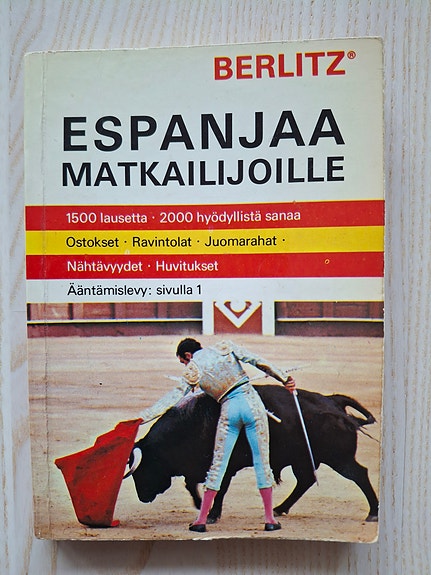 BERLITZ®
ESPANJAA
MATKAILIJOILLE
1500 lausetta · 2000 hyödyllistä sanaa
Ostokset · Ravintolat · Juomarahat ·
Nähtävyydet · Huvitukset
Ääntämislevy: sivulla 1